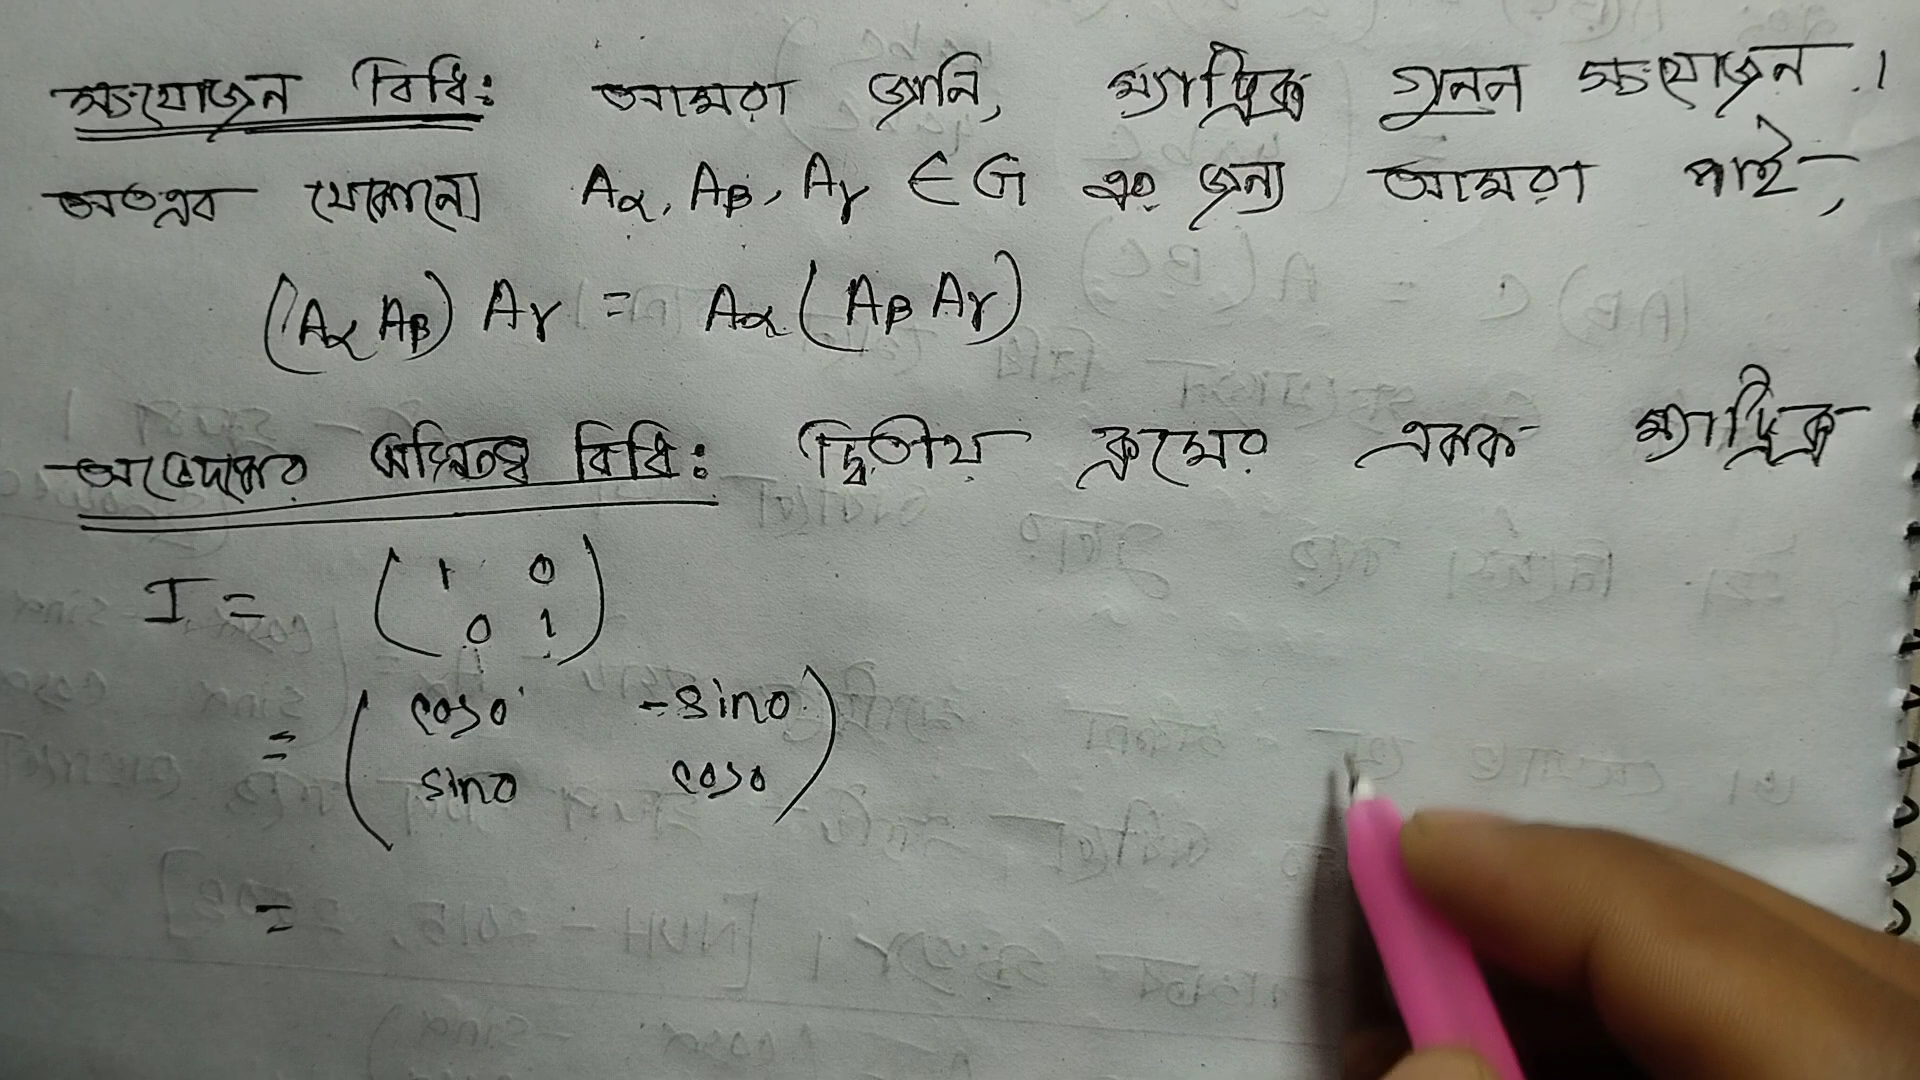 সংযোজন বিধি: আমরা জানি, ম্যাট্রিক্স গুনন সংযোজন ।
অতএব যেকোনো Aα, Aβ, Aγ ∈ G এর জন্য আমরা পাই,
(Aα Aβ) Aγ = Aα (Aβ Aγ)
অভেদকের অস্তিত্ব বিধি: দ্বিতীয় ক্রমের একক ম্যাট্রিক্স
I = ( 1 0
0 1 )
= ( cos0 -sin0
sin0 cos0 )
=